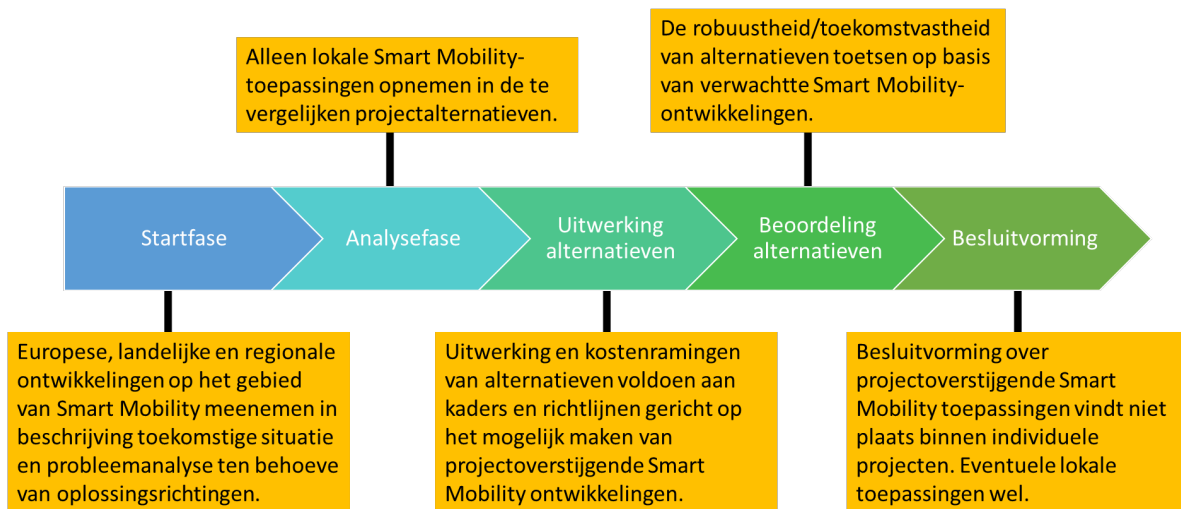 Alleen lokale Smart Mobility-
toepassingen opnemen in de te
vergelijken projectalternatieven.
De robuustheid/toekomstvastheid
van alternatieven toetsen op basis
van verwachtte Smart Mobility-
ontwikkelingen.
Startfase
Analysefase
Uitwerking
alternatieven
Beoordeling
alternatieven
Besluitvorming
Europese, landelijke en regionale
ontwikkelingen op het gebied
van Smart Mobility meenemen in
beschrijving toekomstige situatie
en probleemanalyse ten behoeve
van oplossingsrichtingen.
Uitwerking en kostenramingen
van alternatieven voldoen aan
kaders en richtlijnen gericht op
het mogelijk maken van
projectoverstijgende Smart
Mobility ontwikkelingen.
Besluitvorming over
projectoverstijgende Smart
Mobility toepassingen vindt niet
plaats binnen individuele
projecten. Eventuele lokale
toepassingen wel.